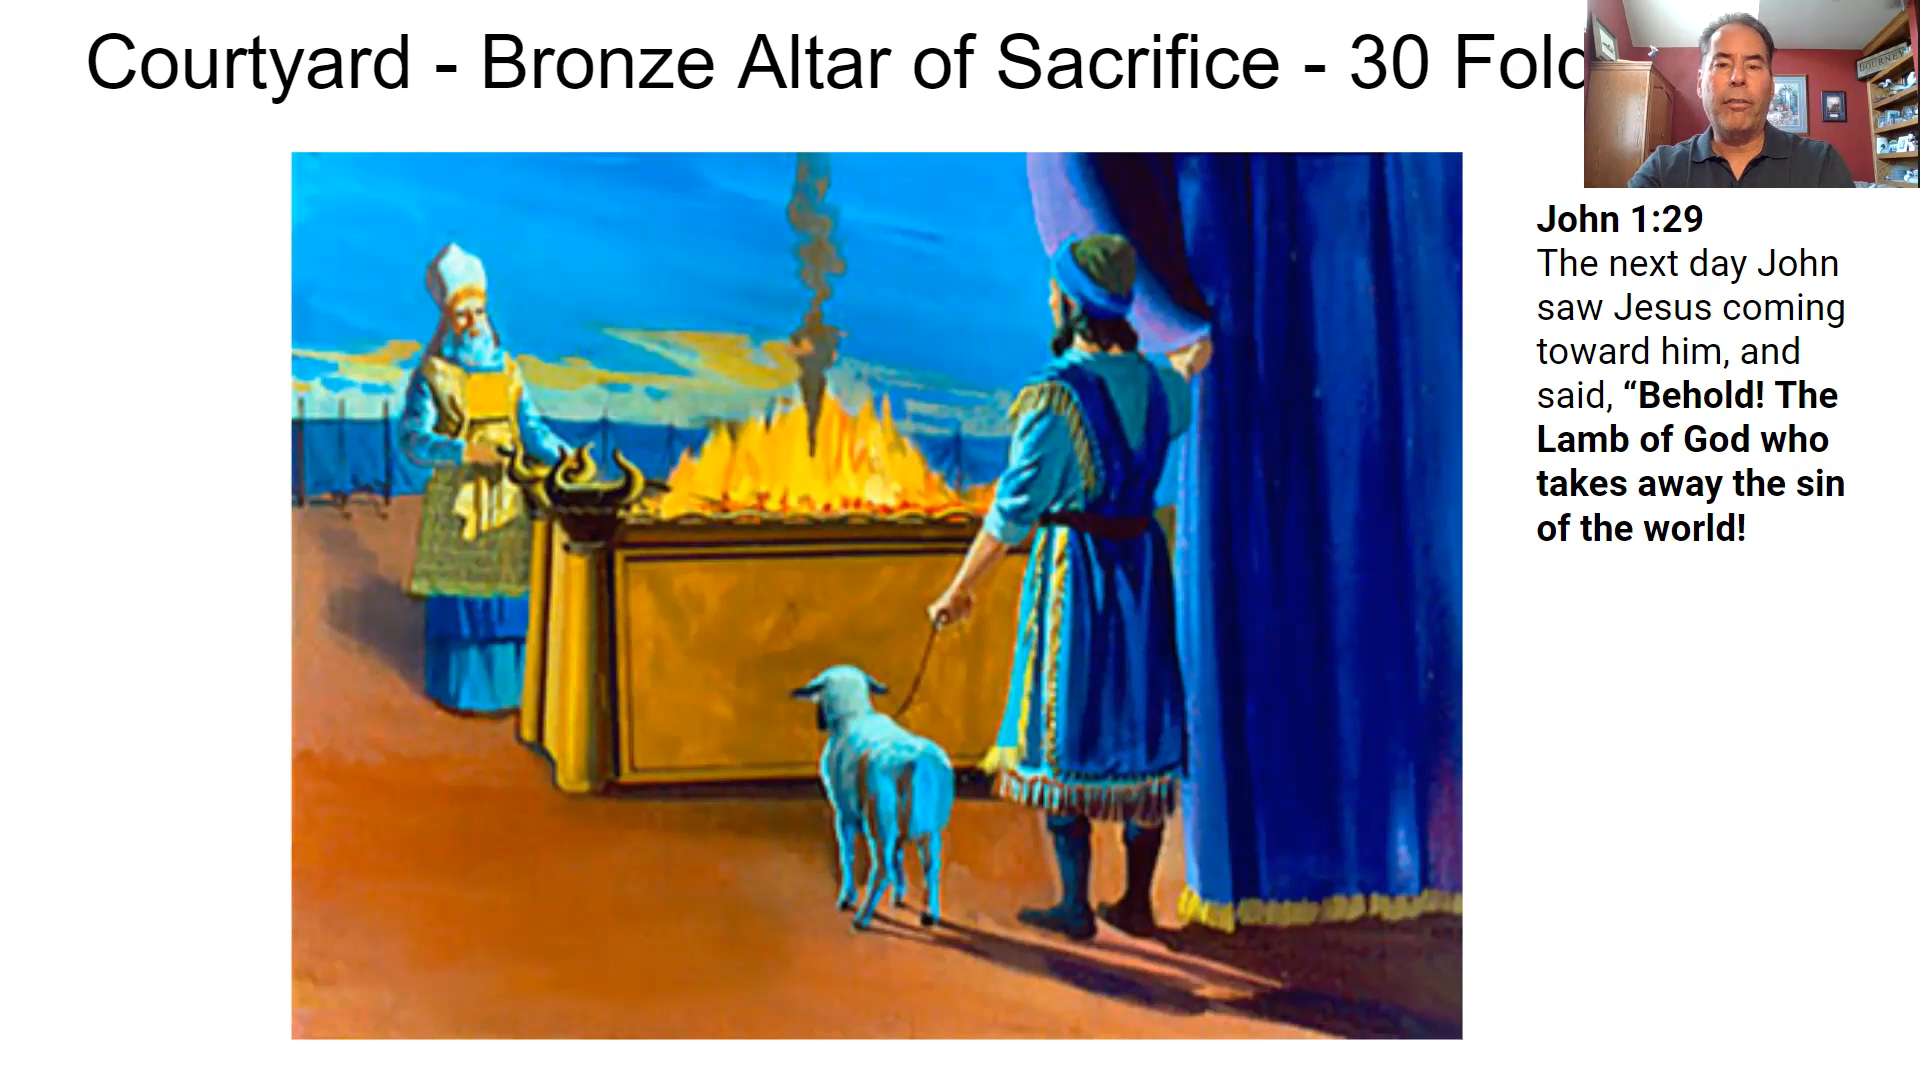 Courtyard - Bronze Altar of Sacrifice - 30 Fold
JOURNEY
John 1:29
The next day John
saw Jesus coming
toward him, and
said, “Behold! The
Lamb of God who
takes away the sin
of the world!